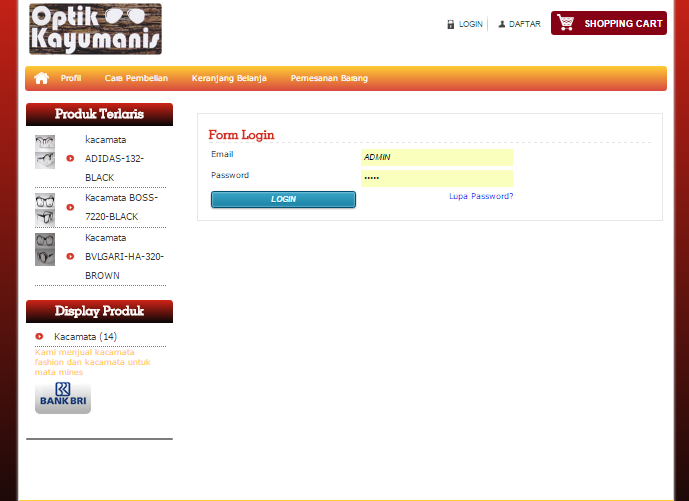 Optik
Kayumanis
LOGIN
DAFTAR
SHOPPING CART
Profil
Cara Pembelian
Keranjang Belanja
Pemesanan Barang
Produk Terlaris
kacamata
ADIDAS-132-
BLACK
Kacamata BOSS-
7220-BLACK
Kacamata
BVLGARI-HA-320-
BROWN
Display Produk
Kacamata (14)
Kami menjual kacamata
fashion dan kacamata untuk
mata mines
BANK BRI
Form Login
Email
ADMIN
Password
•••••
LOGIN
Lupa Password?